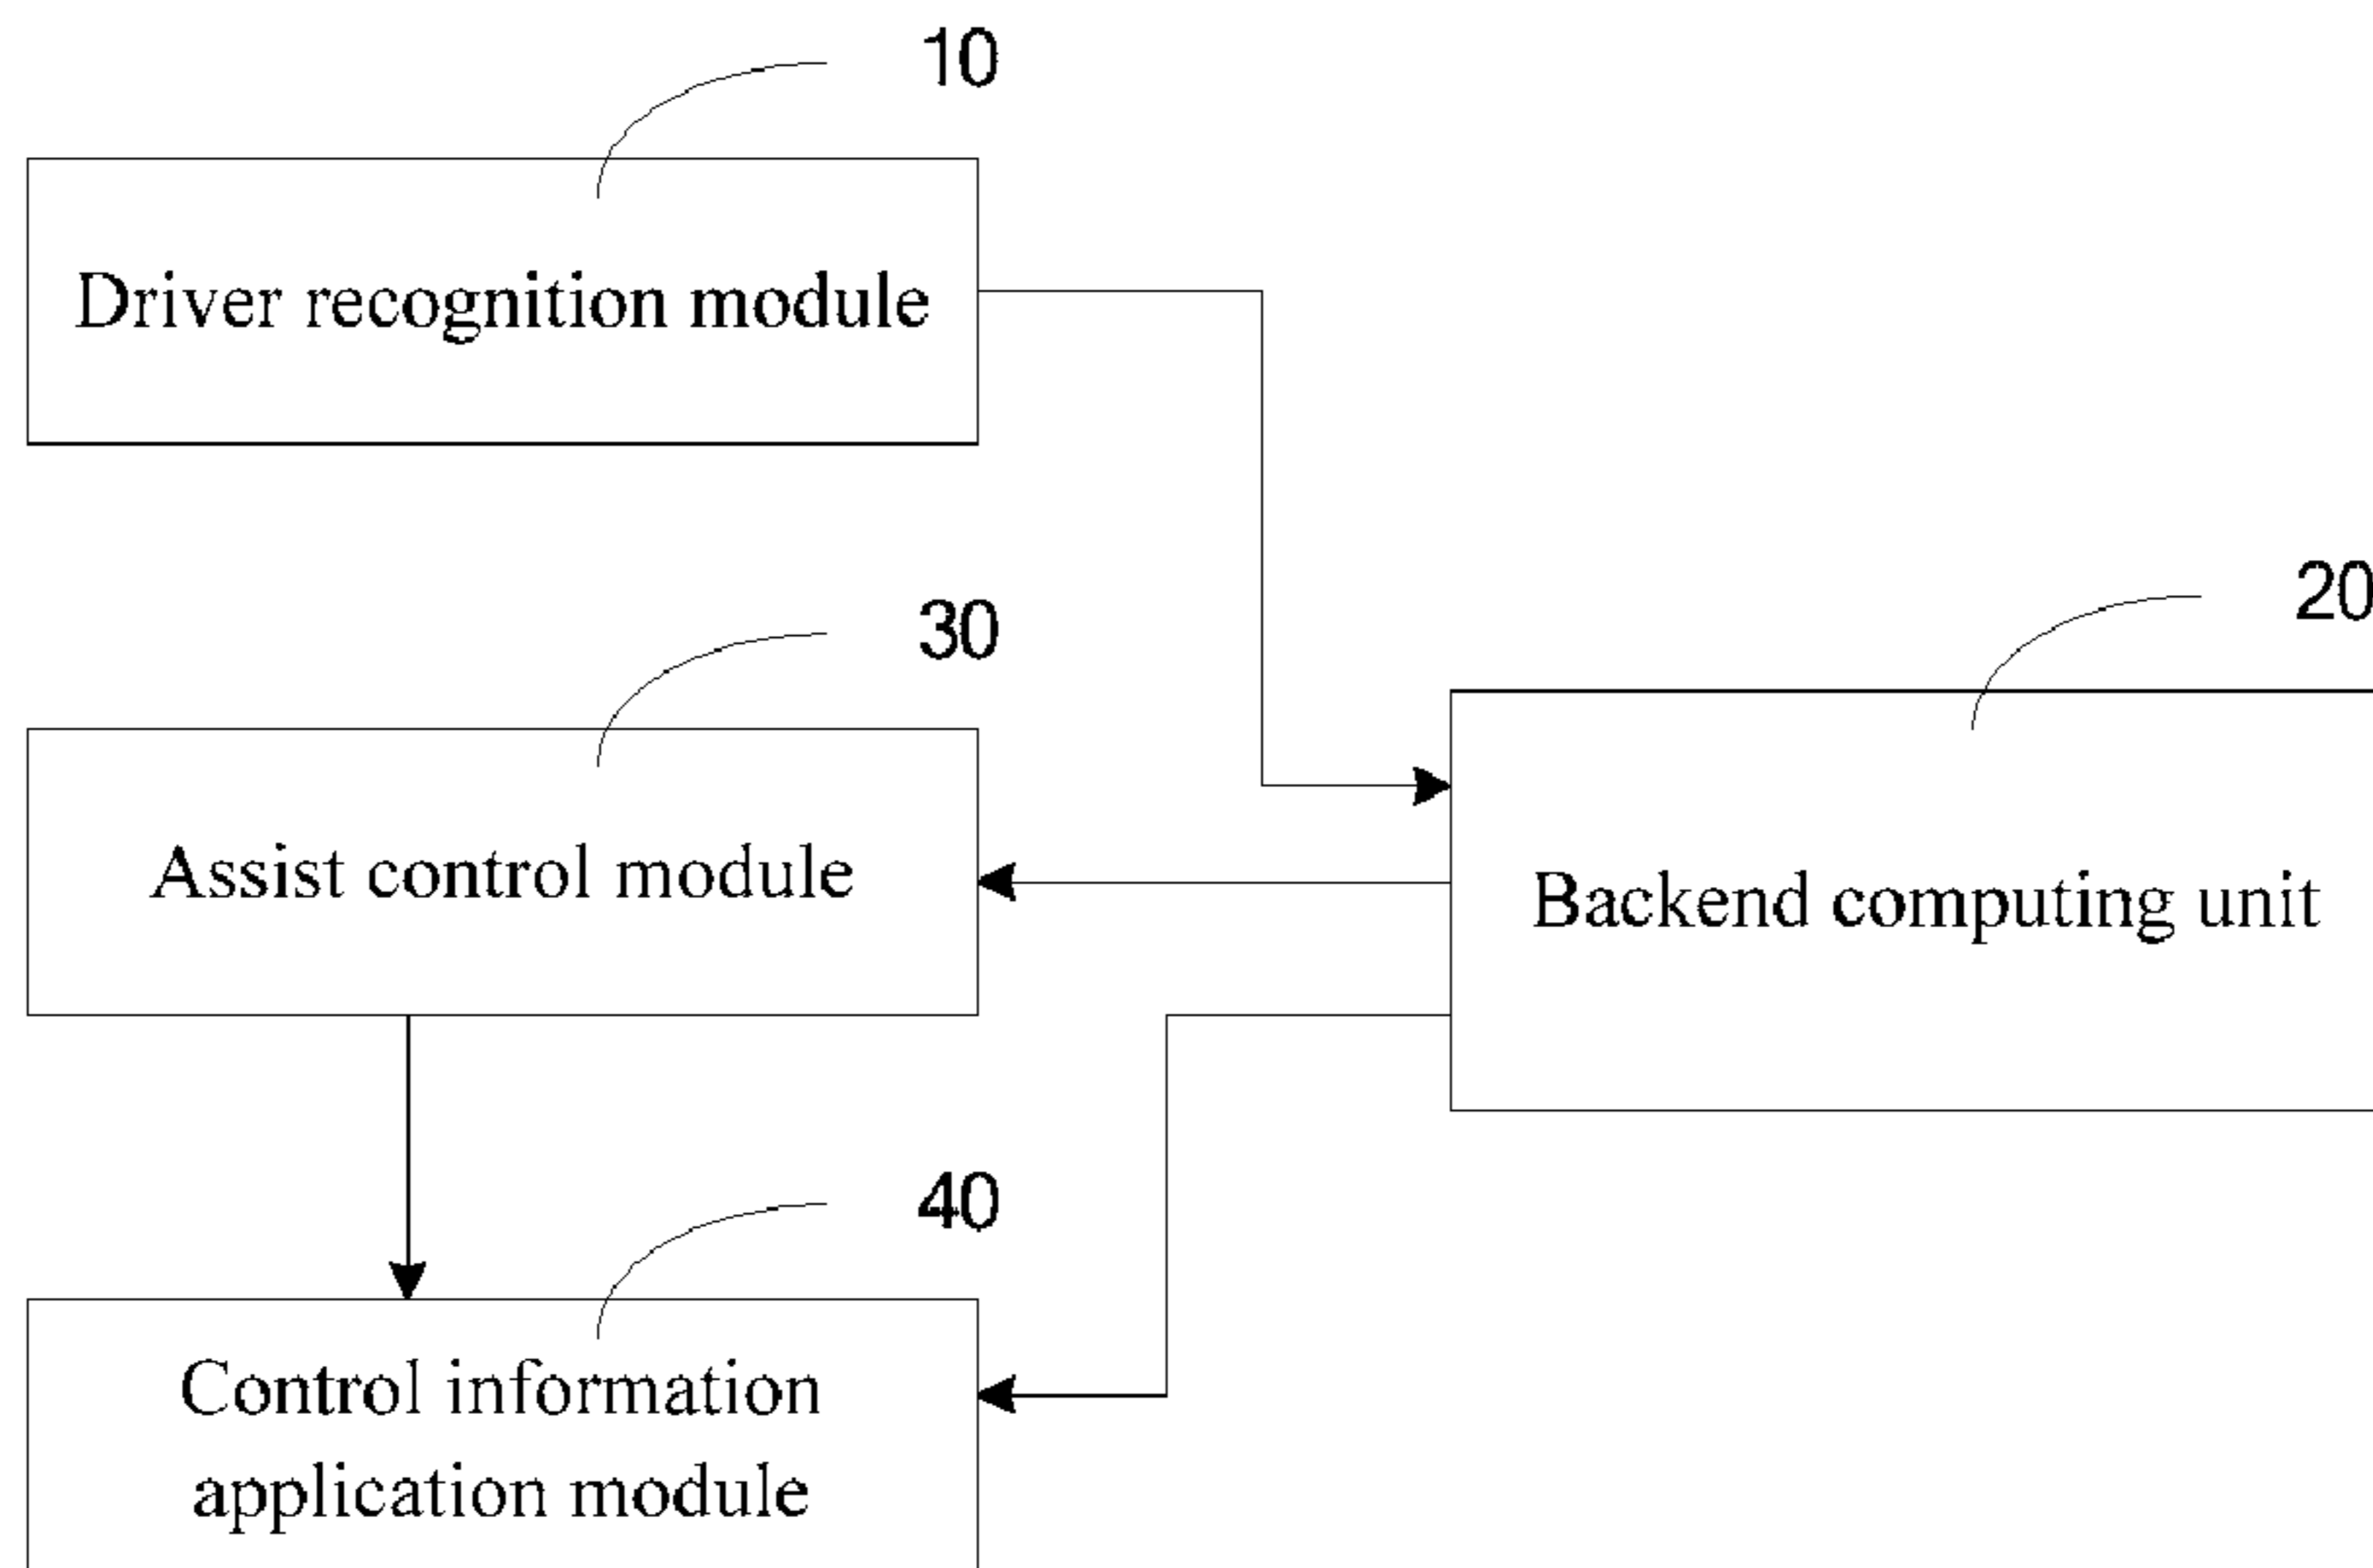 10
Driver recognition module
30
20
Assist control module
Backend computing unit
40
Control information
application module